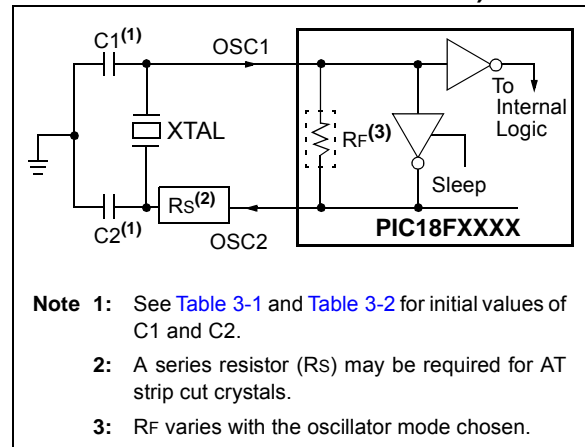 C1(1)
OSC1
To
Internal
Logic
XTAL
RF(3)
Sleep
RS(2)
C2(1)
OSC2
PIC18FXXXX
Note 1: See Table 3-1 and Table 3-2 for initial values of
C1 and C2.
2: A series resistor (RS) may be required for AT
strip cut crystals.
3: RF varies with the oscillator mode chosen.